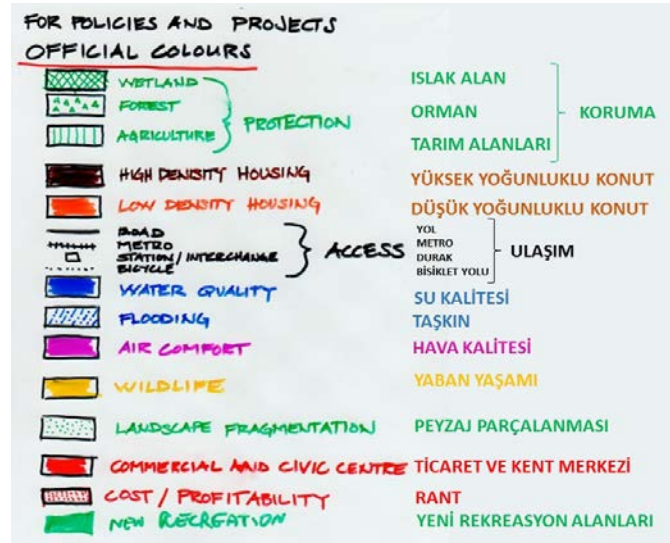 FOR POLICIES AND PROJECTS
OFFICIAL COLOURS
WETLAND ISLAK ALAN
FOREST ORMAN
PROTECTION KORUMA
AGRICULTURE TARIM ALANLARI
HIGH DENSITY HOUSING YÜKSEK YOĞUNLUKLU KONUT
LOW DENSITY HOUSING DÜŞÜK YOĞUNLUKLU KONUT
ROAD YOL
METRO METRO
ACCESS ULAŞIM
STATION / INTERCHANGE DURAK
BICYCLE BİSİKLET YOLU
WATER QUALITY SU KALİTESİ
FLOODING TAŞKIN
AIR COMFORT HAVA KALİTESİ
WILDLIFE YABAN YAŞAMI
LANDSCAPE FRAGMENTATION PEYZAJ PARÇALANMASI
COMMERCIAL AND CIVIC CENTRE TİCARET VE KENT MERKEZİ
COST / PROFITABILITY RANT
NEW RECREATION YENİ REKREASYON ALANLARI